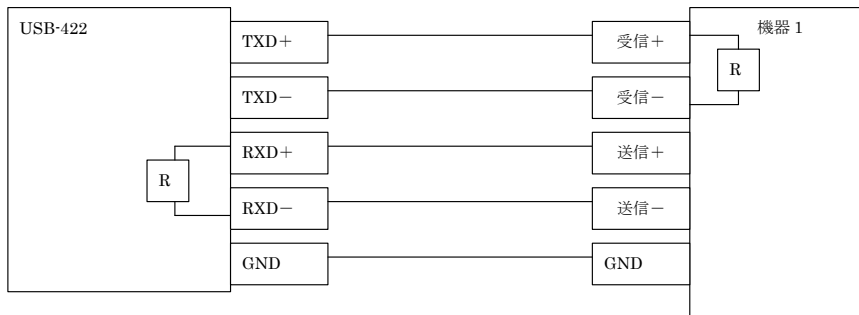 USB-422
機器 1
TXD＋
受信＋
R
TXD－
受信－
RXD＋
送信＋
R
RXD－
送信－
GND
GND